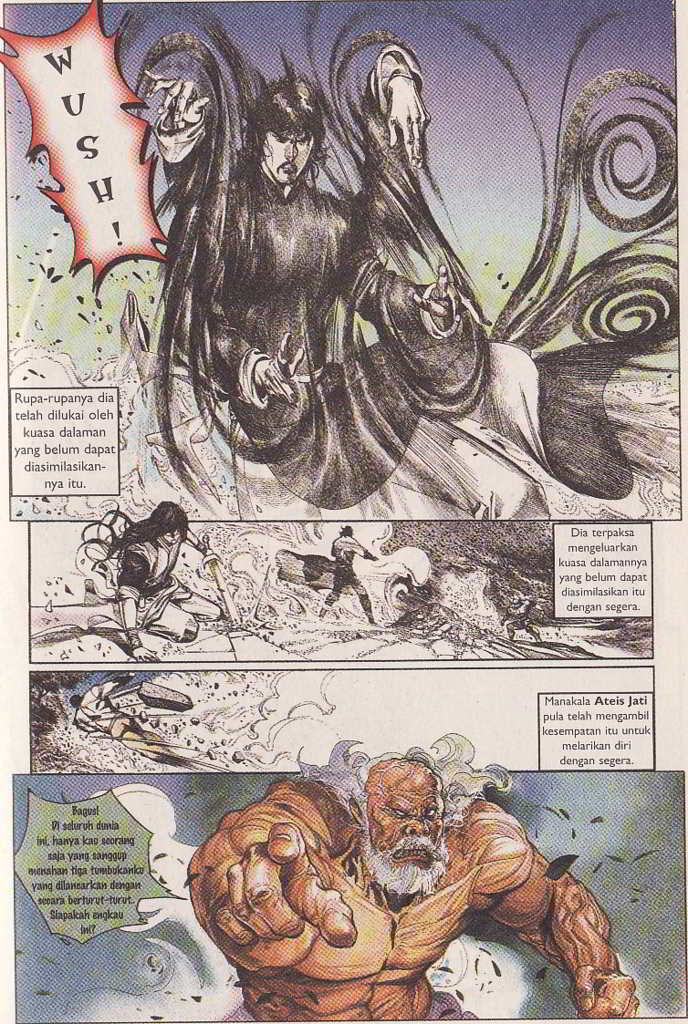 WUSH!
Rupa-rupanya dia
telah dilukai oleh
kuasa dalaman
yang belum dapat
diasimilasikan-
nya itu.
Dia terpaksa
mengeluarkan
kuasa dalamannya
yang belum dapat
diasimilasikan itu
dengan segera.
Manakala Ateis Jati
pula telah mengambil
kesempatan itu untuk
melarikan diri
dengan segera.
Bagus!
Di seluruh dunia
ini, hanya kau seorang
saja yang sanggup
menahan tiga tumbukanku
yang dilancarkan dengan
secara berturut-turut.
Siapakah engkau
ini?